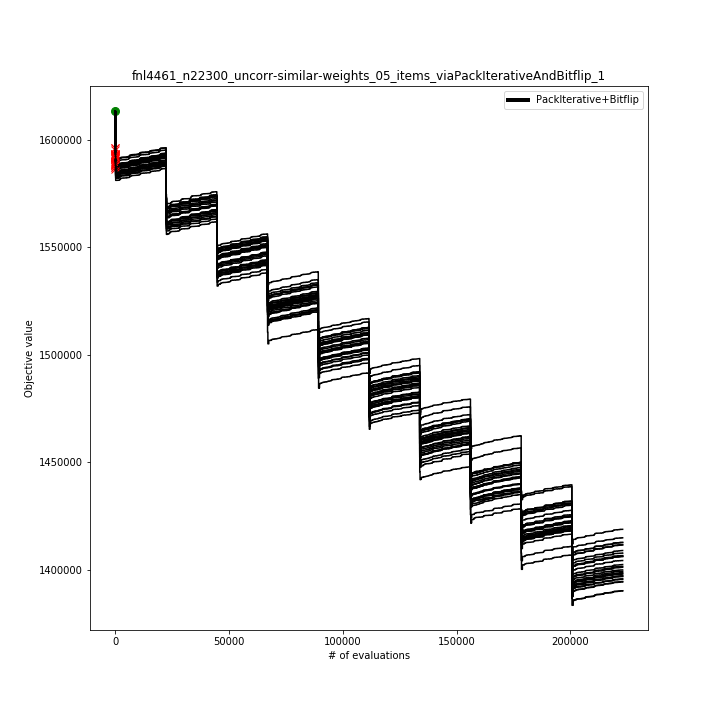 fnl4461_n22300_uncorr-similar-weights_05_items_viaPackIterativeAndBitflip_1
PackIterative+Bitflip
1600000
1550000
1500000
1450000
1400000
Objective value
0 50000 100000 150000 200000
# of evaluations